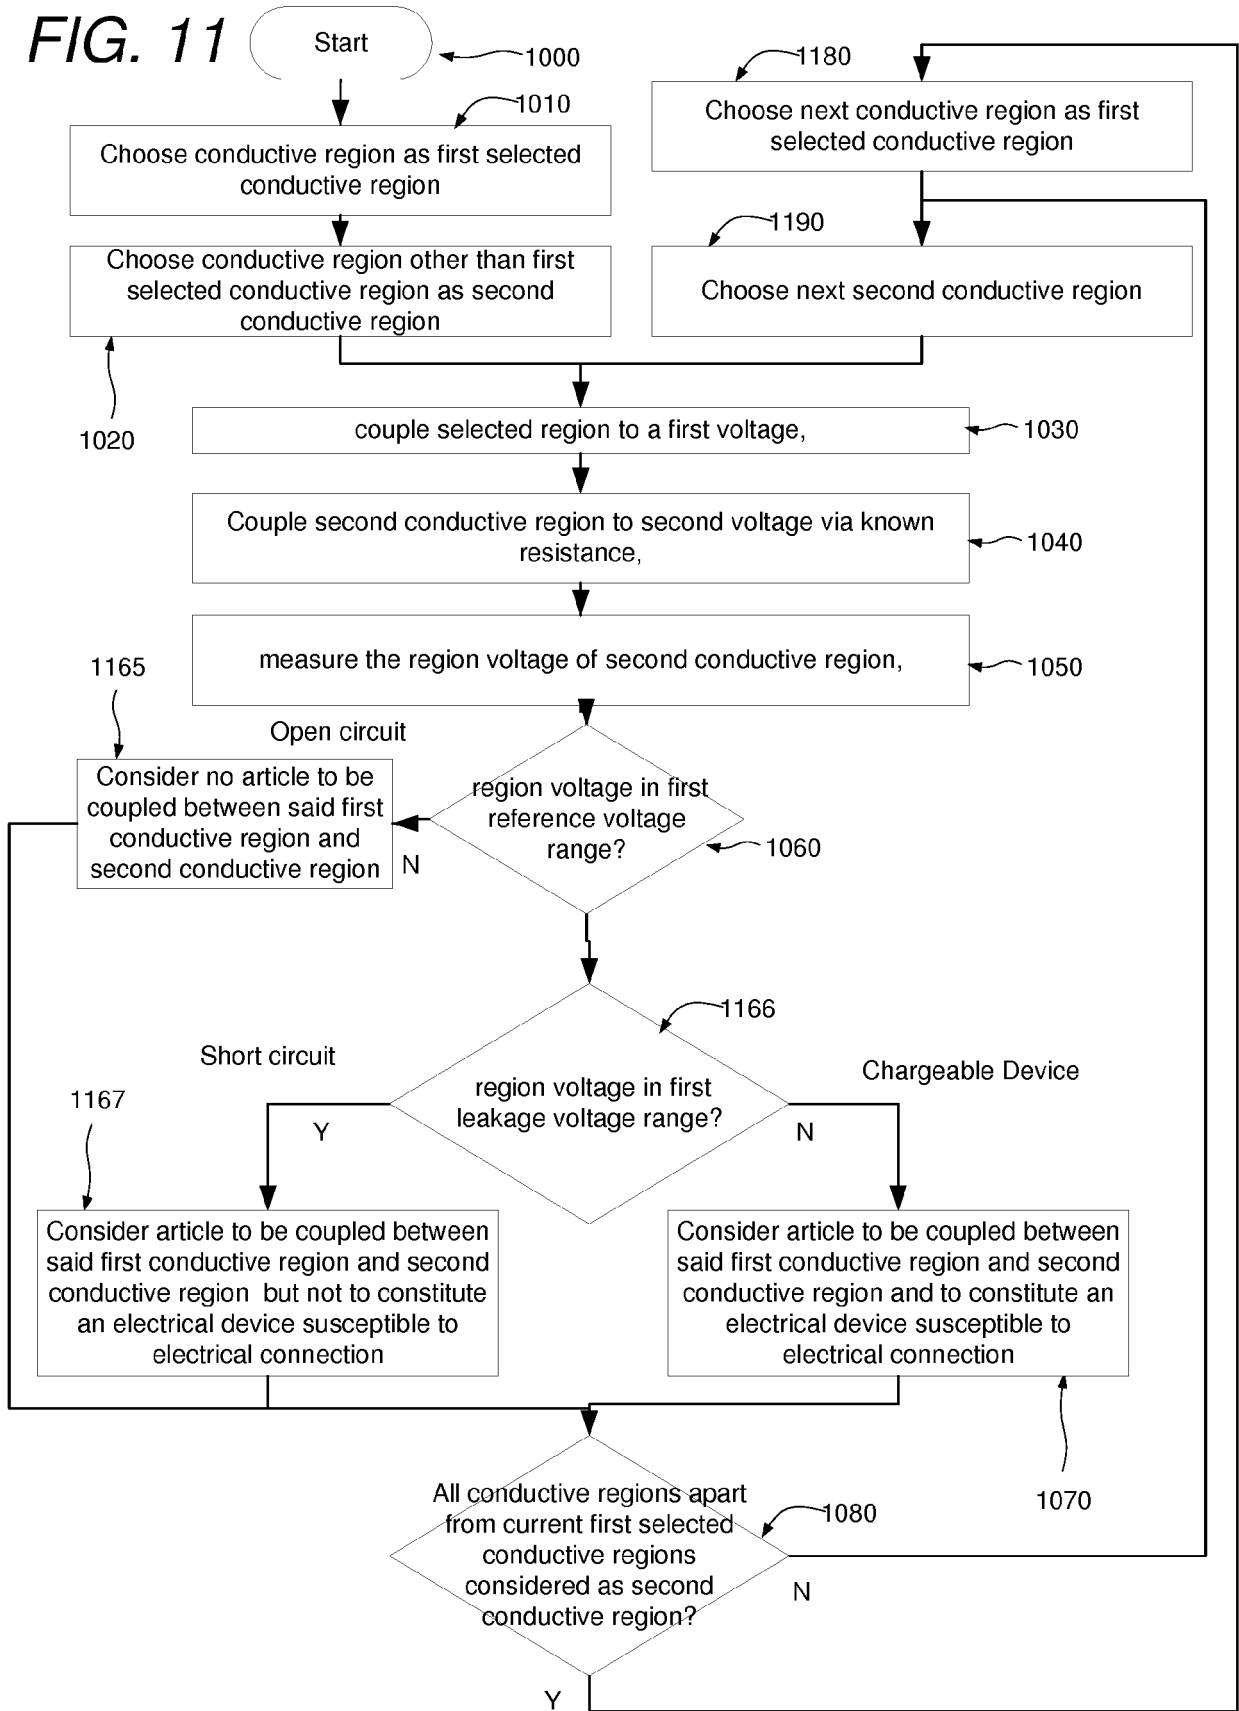 FIG. 11
Start
1000
1010
Choose conductive region as first selected
conductive region
Choose conductive region other than first
selected conductive region as second
conductive region
1020
1180
Choose next conductive region as first
selected conductive region
1190
Choose next second conductive region
couple selected region to a first voltage,
1030
Couple second conductive region to second voltage via known
resistance,
1040
measure the region voltage of second conductive region,
1050
1165
Open circuit
Consider no article to be
coupled between said first
conductive region and
second conductive region
N
region voltage in first
reference voltage
range?
1060
1166
region voltage in first
leakage voltage range?
Short circuit
Y
1167
Chargeable Device
N
Consider article to be coupled between
said first conductive region and second
conductive region but not to constitute
an electrical device susceptible to
electrical connection
Consider article to be coupled between
said first conductive region and second
conductive region and to constitute an
electrical device susceptible to
electrical connection
1070
All conductive regions apart
from current first selected
conductive regions
considered as second
conductive region?
1080
N
Y